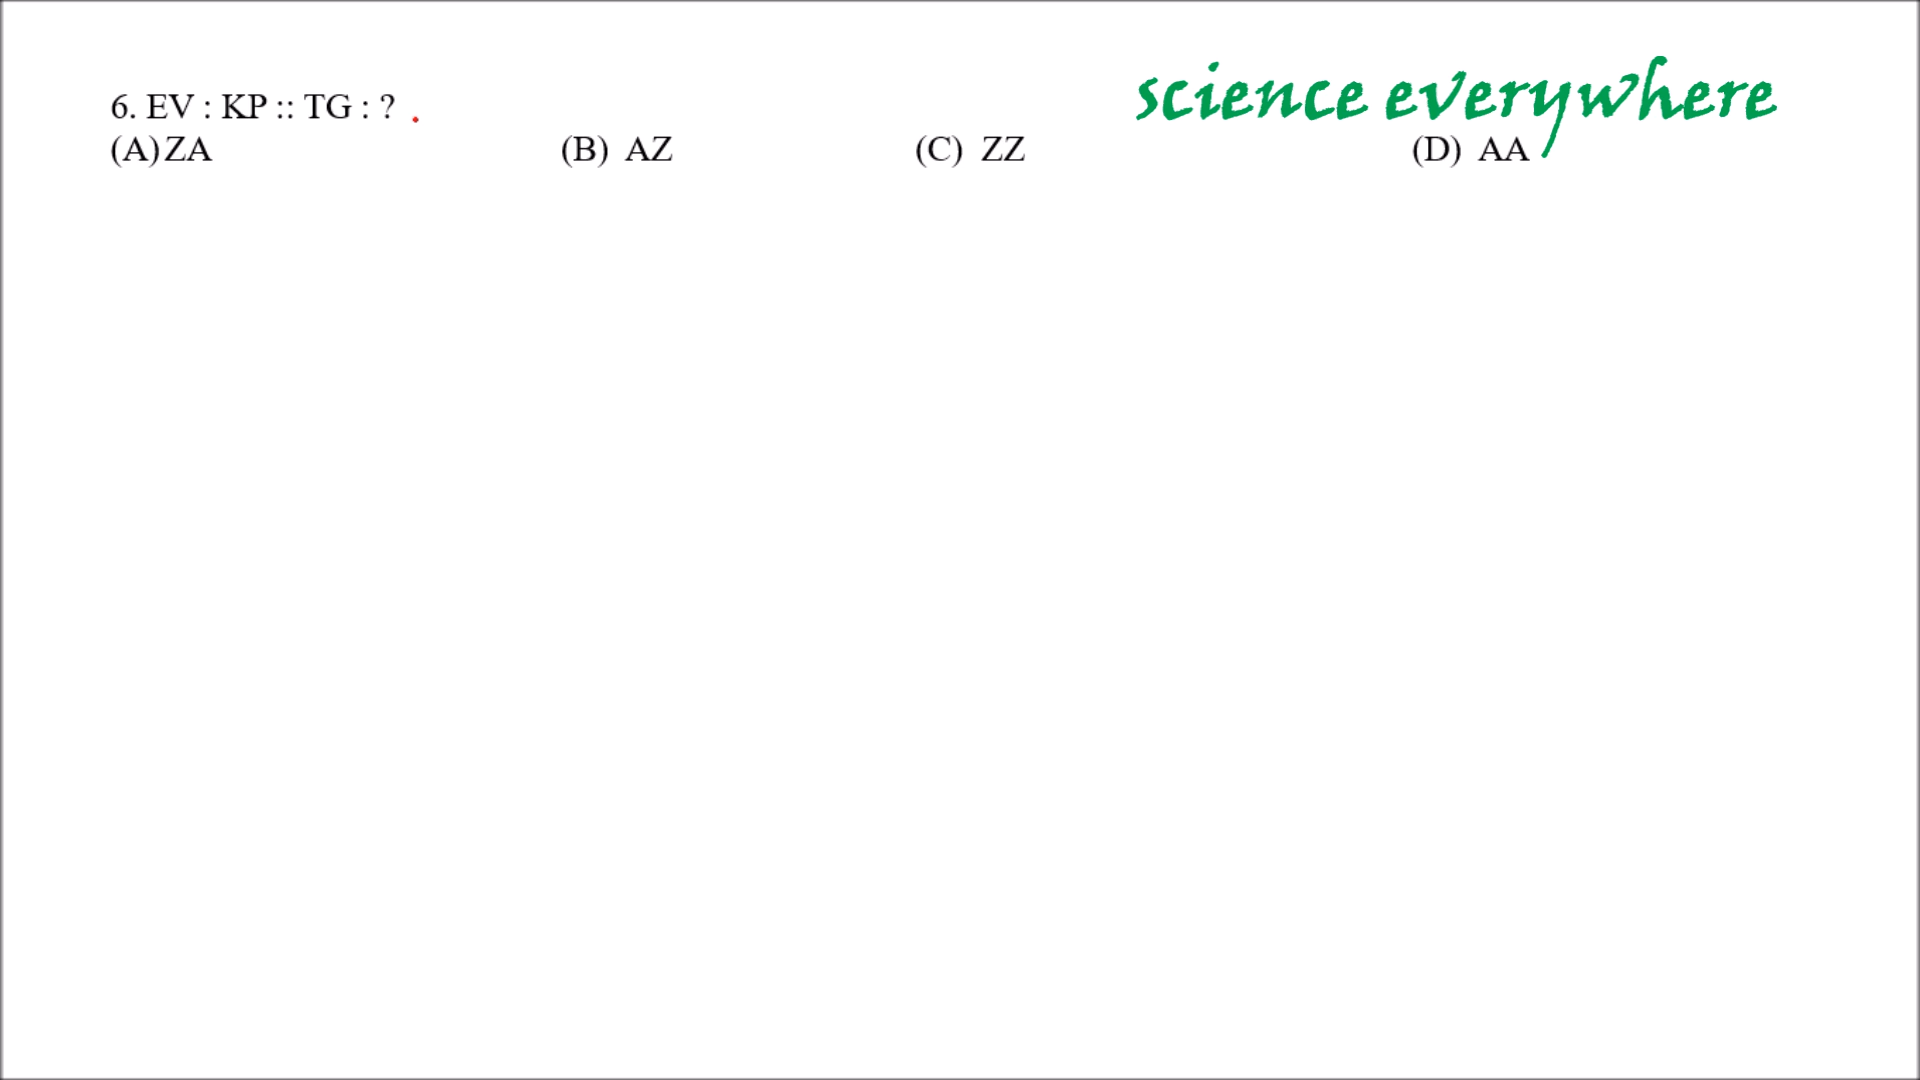 science everywhere
6. EV : KP :: TG : ?
(A) ZA (B) AZ (C) ZZ (D) AA